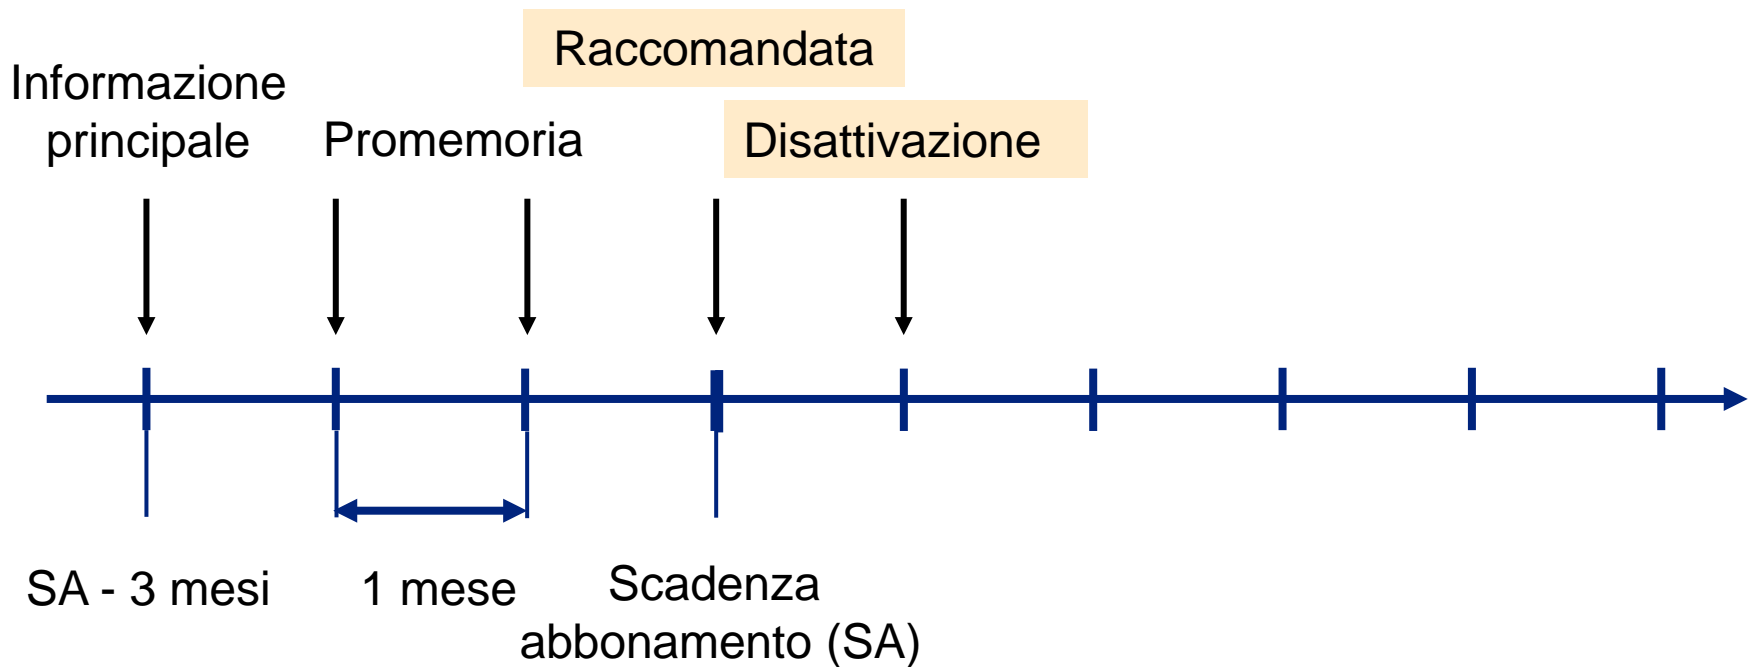 Raccomandata
Informazione
principale
Promemoria
Disattivazione
SA - 3 mesi
1 mese
Scadenza
abbonamento (SA)